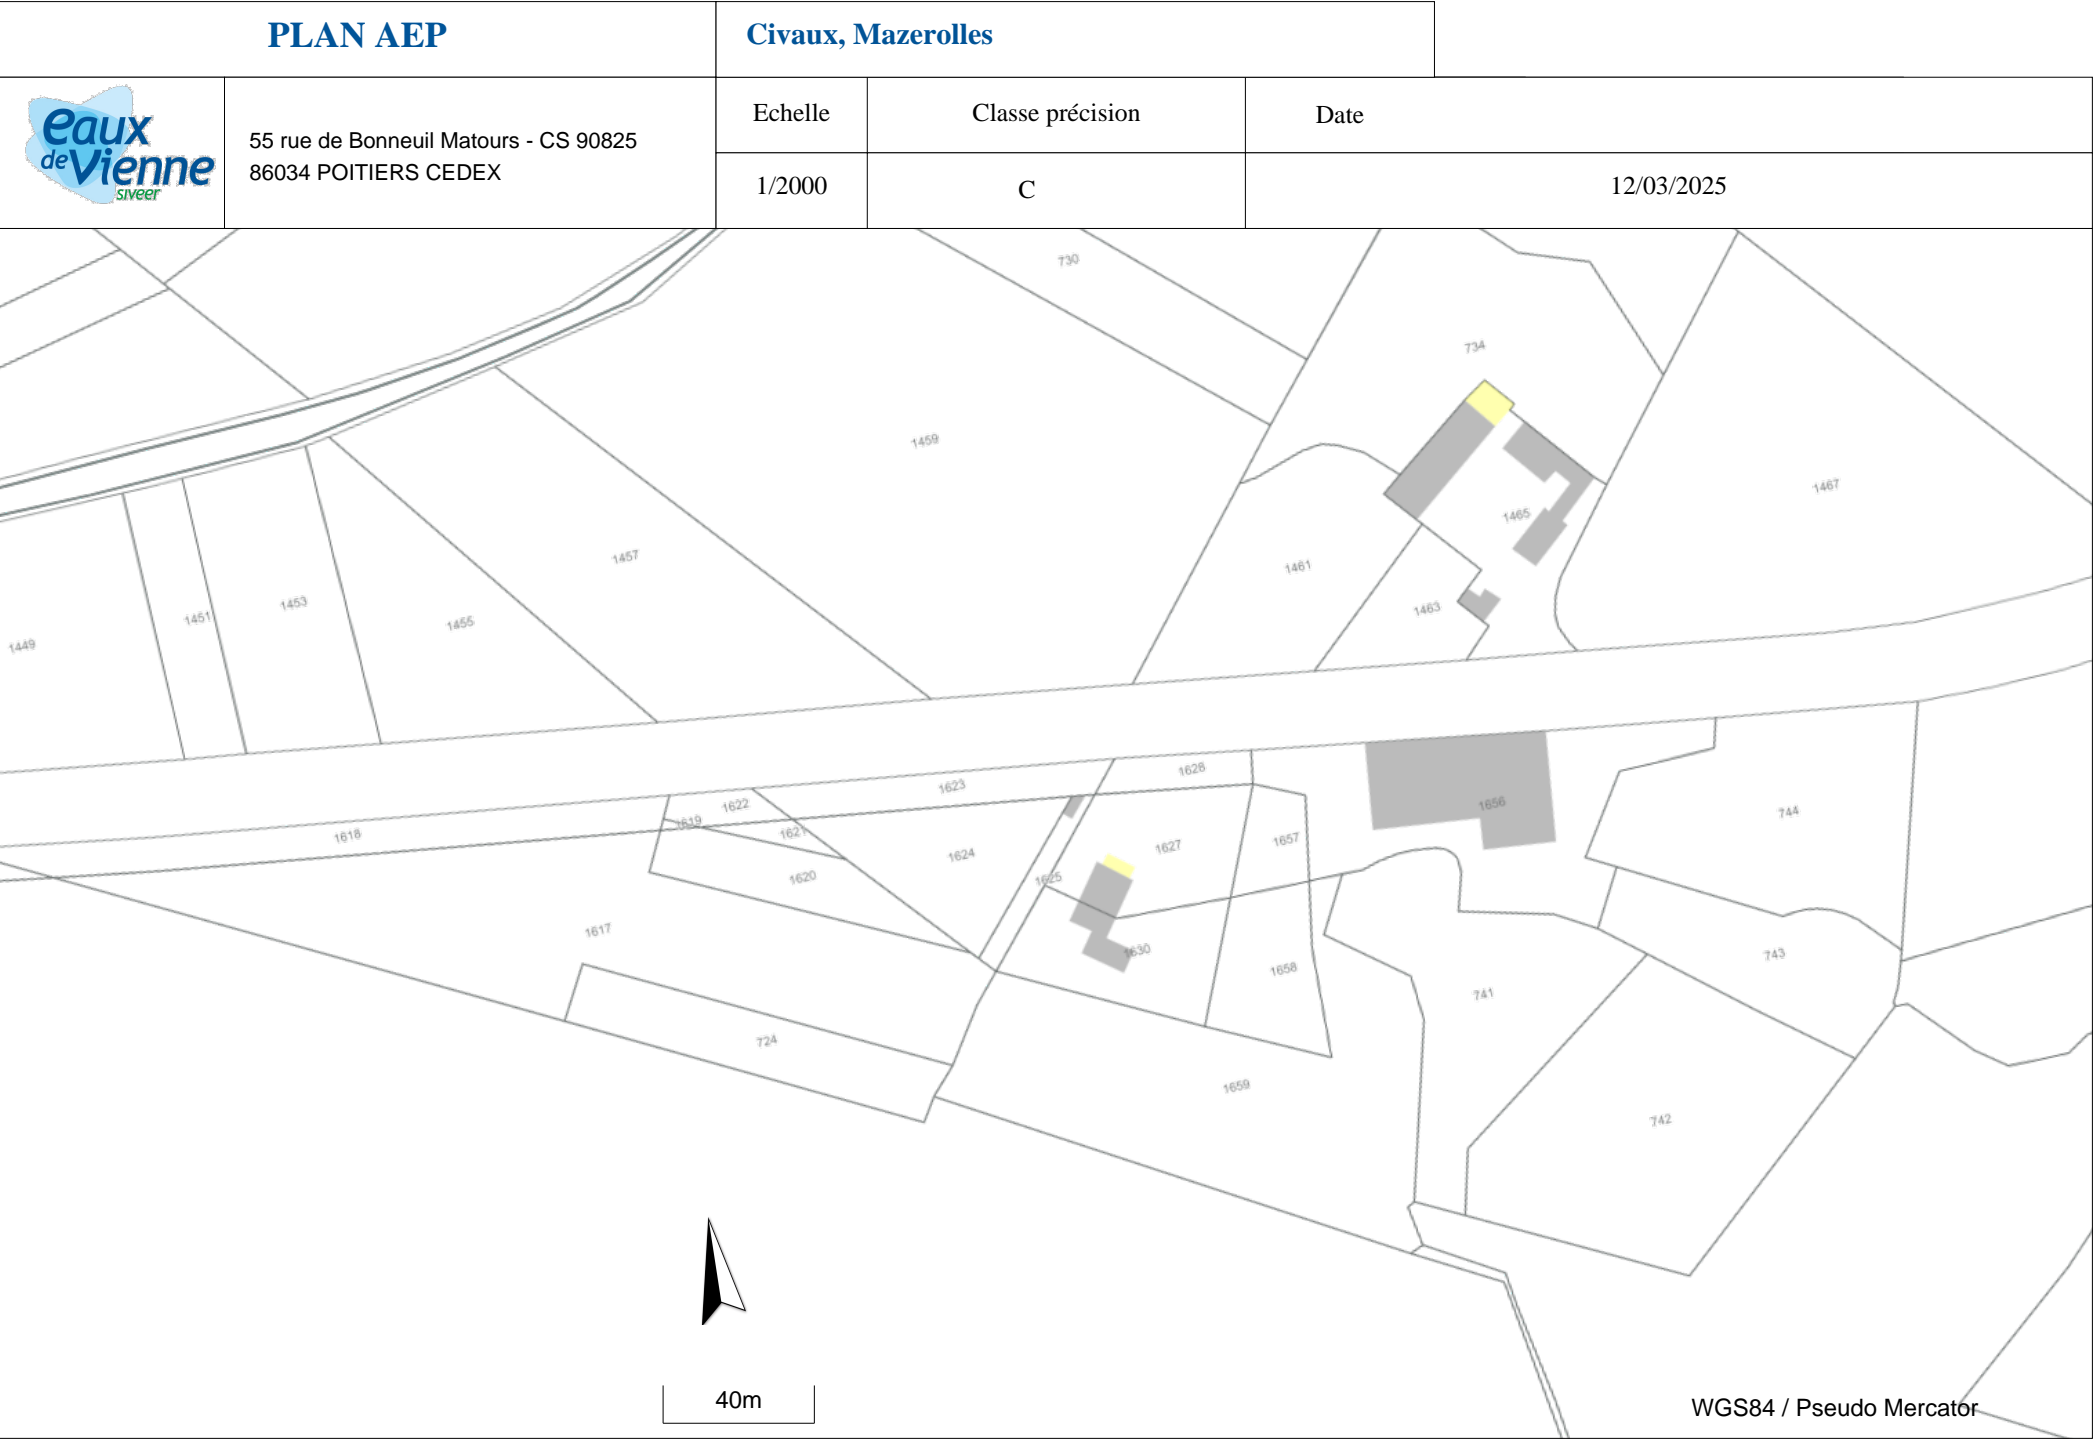 PLAN AEP
Civaux, Mazerolles
eaux
de Vienne
siveer
55 rue de Bonneuil Matours - CS 90825
86034 POITIERS CEDEX
Echelle
Classe précision
Date
1/2000
C
12/03/2025
730
734
1459
1467
1465
1457
1461
1463
1453
1451
1455
1449
1628
1623
1622
1656
1619
1618
1621
744
1657
1627
1624
1625
1620
1617
1630
743
1658
741
724
1659
742
40m
WGS84 / Pseudo Mercator